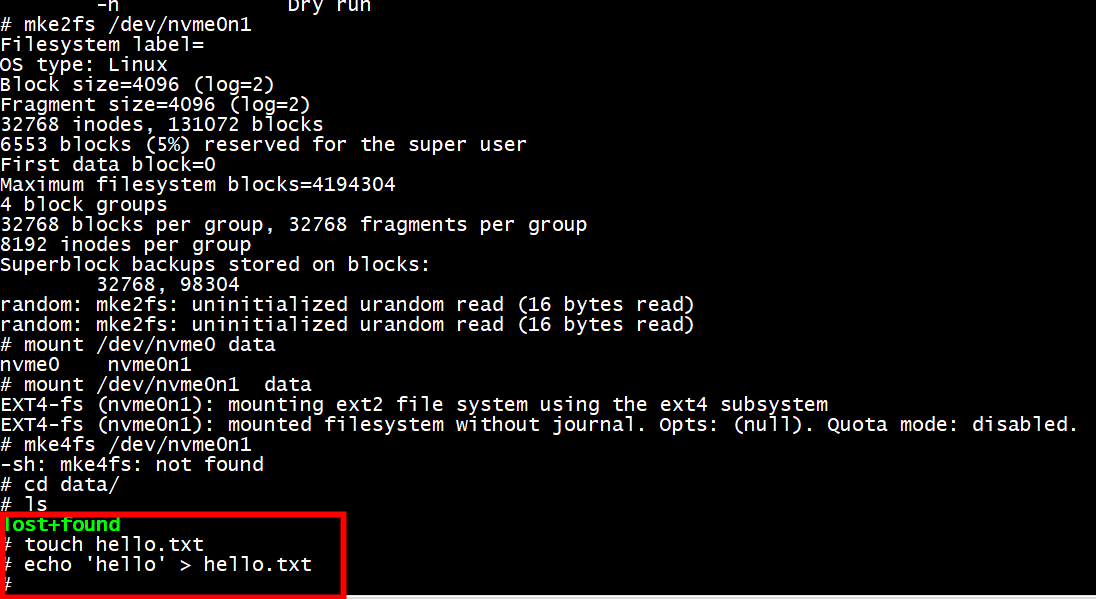 -n              Dry run
# mke2fs /dev/nvme0n1
Filesystem label=
OS type: Linux
Block size=4096 (log=2)
Fragment size=4096 (log=2)
32768 inodes, 131072 blocks
6553 blocks (5%) reserved for the super user
First data block=0
Maximum filesystem blocks=4194304
4 block groups
32768 blocks per group, 32768 fragments per group
8192 inodes per group
Superblock backups stored on blocks:
        32768, 98304
random: mke2fs: uninitialized urandom read (16 bytes read)
random: mke2fs: uninitialized urandom read (16 bytes read)
# mount /dev/nvme0 data
nvme0    nvme0n1
# mount /dev/nvme0n1  data
EXT4-fs (nvme0n1): mounting ext2 file system using the ext4 subsystem
EXT4-fs (nvme0n1): mounted filesystem without journal. Opts: (null). Quota mode: disabled.
# mke4fs /dev/nvme0n1
-sh: mke4fs: not found
# cd data/
# ls
lost+found
# touch hello.txt
# echo 'hello' > hello.txt
#